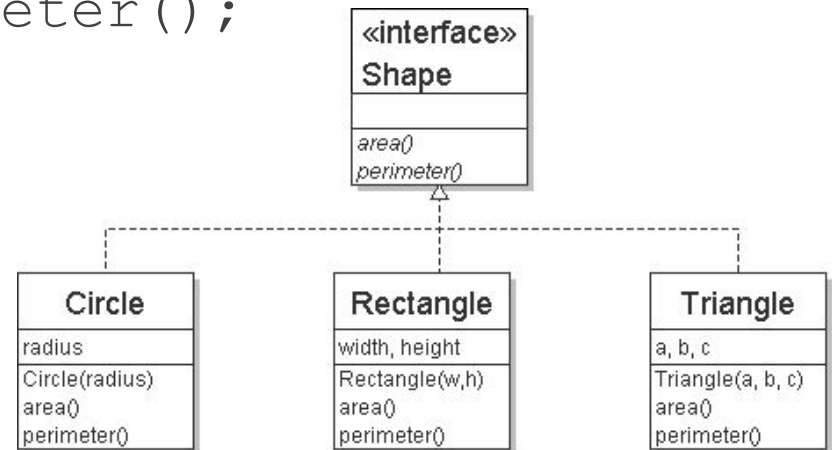 eter();
«interface»
Shape
area()
perimeter()
Circle
radius
Circle(radius)
area()
perimeter()
Rectangle
width, height
Rectangle(w,h)
area()
perimeter()
Triangle
a, b, c
Triangle(a, b, c)
area()
perimeter()